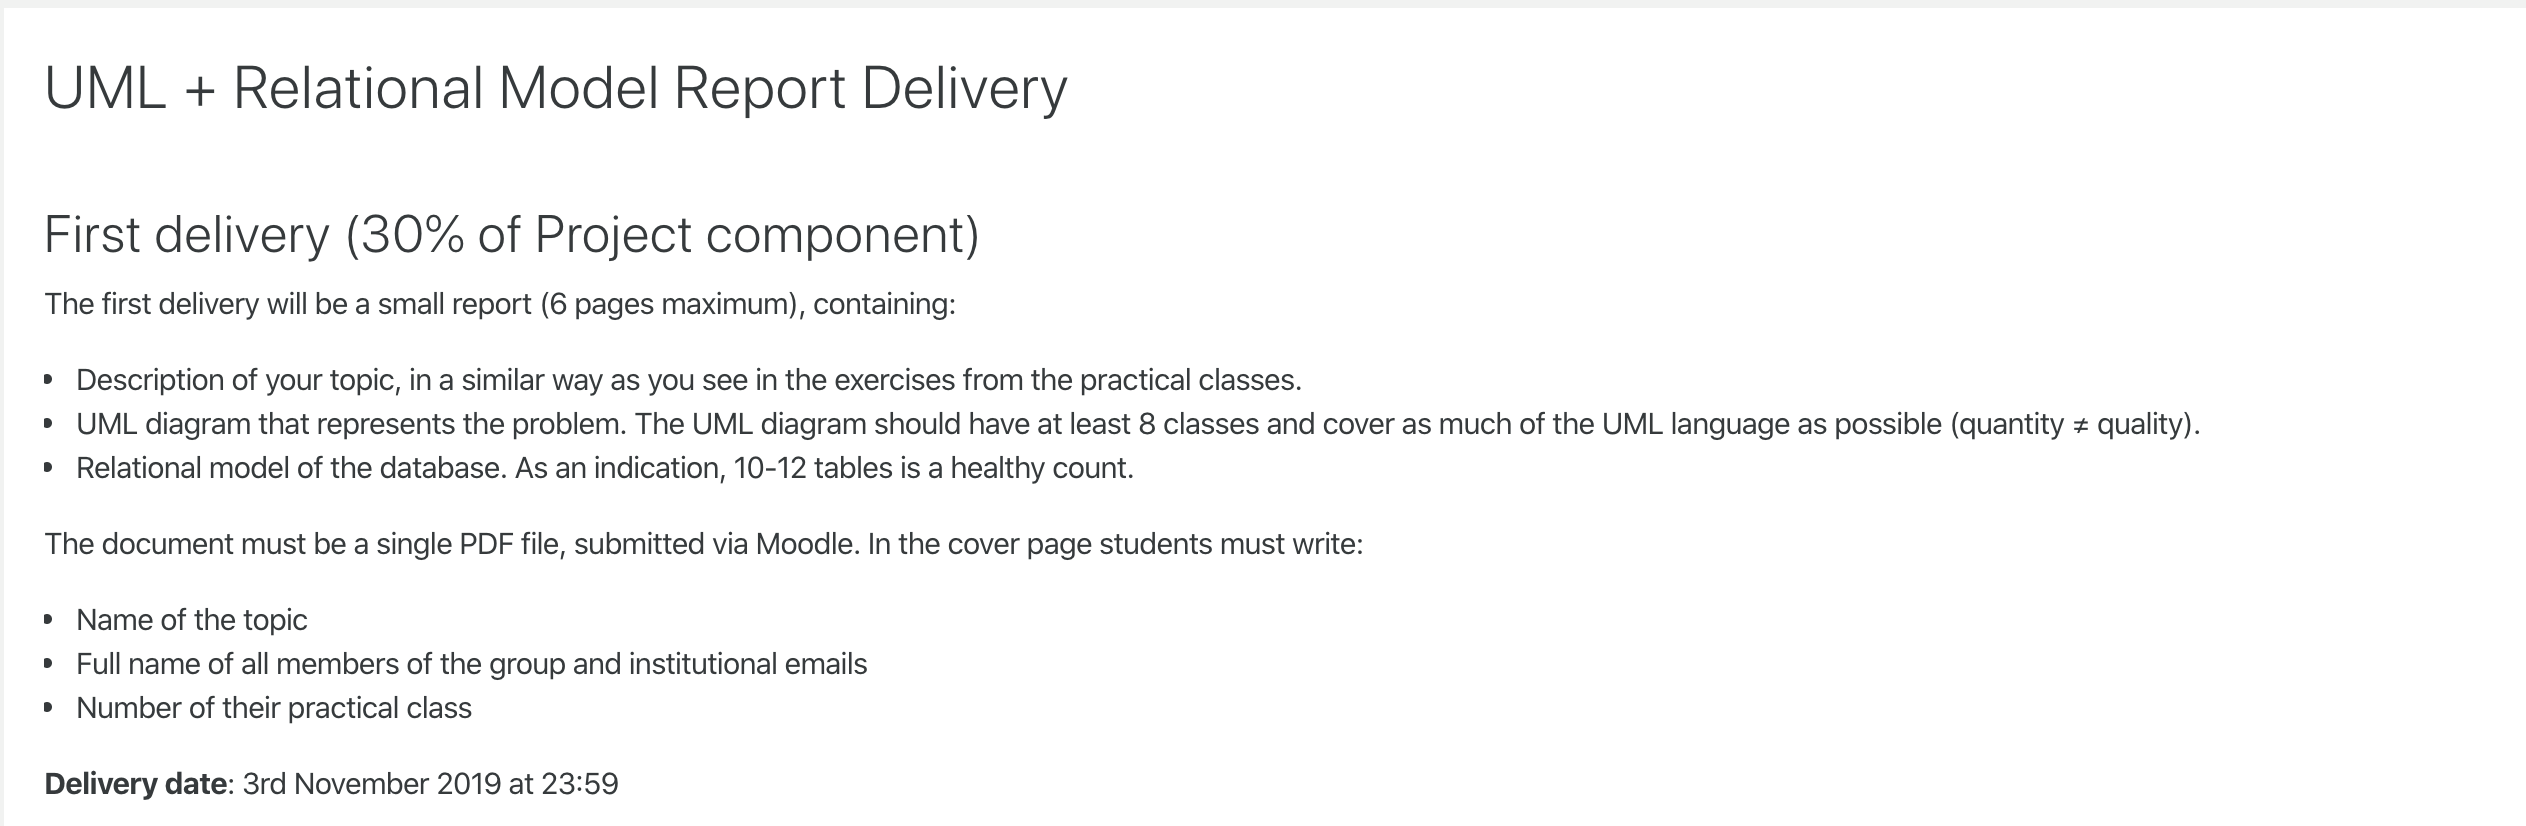 UML + Relational Model Report Delivery
First delivery (30% of Project component)
The first delivery will be a small report (6 pages maximum), containing:
• Description of your topic, in a similar way as you see in the exercises from the practical classes.
• UML diagram that represents the problem. The UML diagram should have at least 8 classes and cover as much of the UML language as possible (quantity ≠ quality).
• Relational model of the database. As an indication, 10-12 tables is a healthy count.
The document must be a single PDF file, submitted via Moodle. In the cover page students must write:
• Name of the topic
• Full name of all members of the group and institutional emails
• Number of their practical class
Delivery date: 3rd November 2019 at 23:59